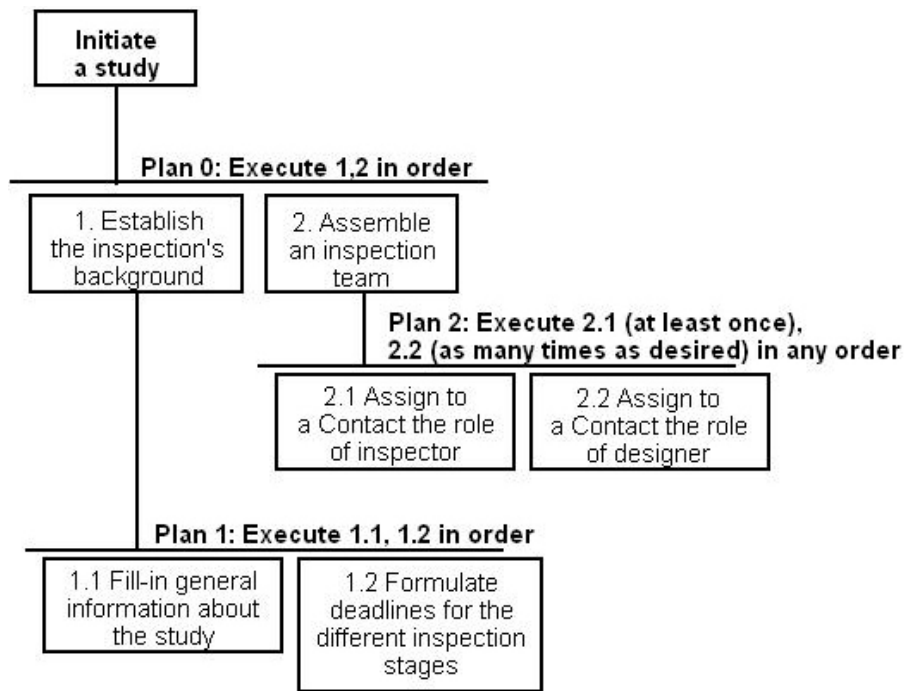 Initiate
a study
Plan 0: Execute 1,2 in order
1. Establish
the inspection's
background
2. Assemble
an inspection
team
Plan 2: Execute 2.1 (at least once),
2.2 (as many times as desired) in any order
2.1 Assign to
a Contact the role
of inspector
2.2 Assign to
a Contact the role
of designer
Plan 1: Execute 1.1, 1.2 in order
1.1 Fill-in general
information about
the study
1.2 Formulate
deadlines for the
different inspection
stages